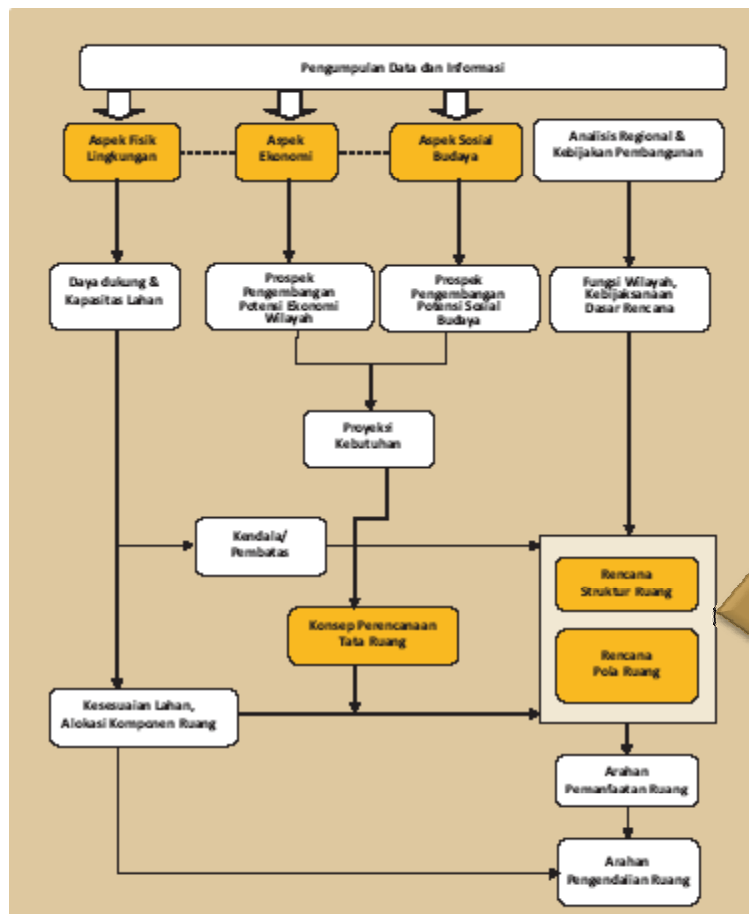 Pengumpulan Data dan Informasi
Aspek Fisik
Lingkungan
Aspek
Ekonomi
Aspek Sosial
Budaya
Analisis Regional &
Kebijakan Pembangunan
Daya dukung &
Kapasitas Lahan
Prospek
Pengembangan
Potensi Ekonomi
Wilayah
Prospek
Pengembangan
Potensi Sosial
Budaya
Fungsi Wilayah,
Kebijaksanaan
Dasar Rencana
Proyeksi
Kebutuhan
Kendala/
Pembatas
Rencana
Struktur Ruang
Konsep Perencanaan
Tata Ruang
Rencana
Pola Ruang
Kesesuaian Lahan,
Alokasi Komponen Ruang
Arahan
Pemanfaatan Ruang
Arahan
Pengendalian Ruang